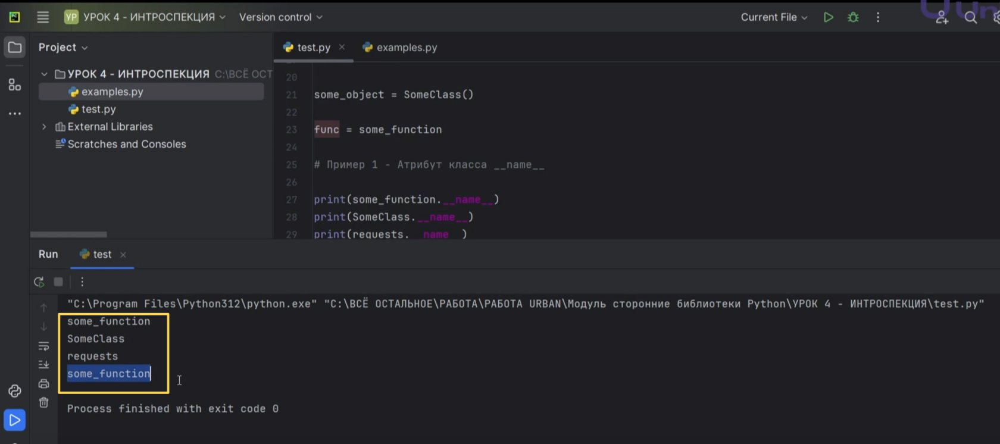 УР УРОК 4 - ИНТРОСПЕКЦИЯ Version control Current File
Project
УРОК 4 - ИНТРОСПЕКЦИЯ C:\ВСЁ ОСТ
examples.py
test.py
External Libraries
Scratches and Consoles
test.py examples.py
20
21 some_object = SomeClass()
22
23 func = some_function
24
25 # Пример 1 - Атрибут класса __name__
26
27 print(some_function.__name__)
28 print(SomeClass.__name__)
29 print(requests.__name__)
Run test
"C:\Program Files\Python312\python.exe" "C:\ВСЁ ОСТАЛЬНОЕ\РАБОТА\РАБОТА URBAN\Модуль сторонние библиотеки Python\УРОК 4 - ИНТРОСПЕКЦИЯ\test.py"
some_function
SomeClass
requests
some_function
Process finished with exit code 0